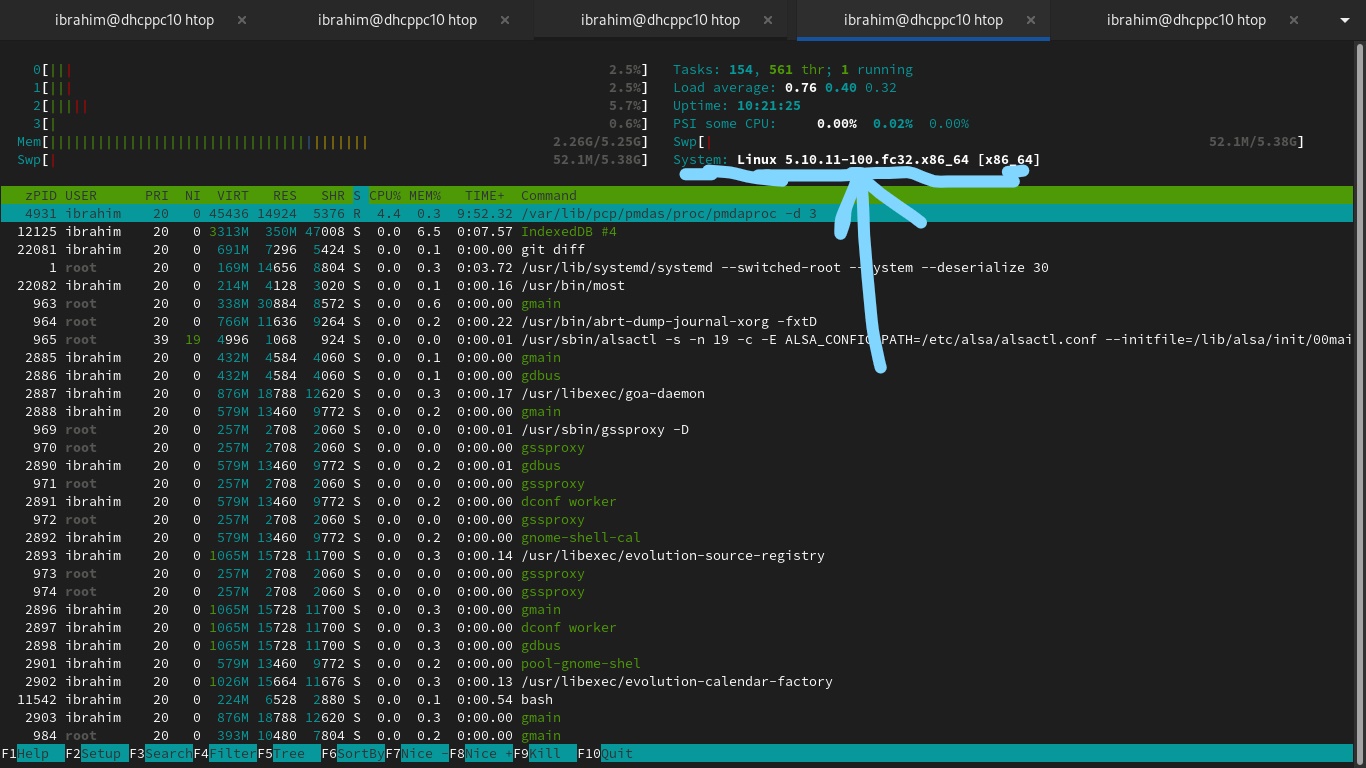 ibrahim@dhcppc10 htop × ibrahim@dhcppc10 htop × ibrahim@dhcppc10 htop × ibrahim@dhcppc10 htop × ibrahim@dhcppc10 htop ×
0[||| 2.5%] Tasks: 154, 561 thr; 1 running
1[||| 2.5%] Load average: 0.76 0.40 0.32
2[||||| 5.7%] Uptime: 10:21:25
3[| 0.6%] PSI some CPU: 0.00% 0.02% 0.00%
Mem[|||||||||||||||||||||||||||||||||||||||| 2.26G/5.25G] Swp[| 52.1M/5.38G]
Swp[| 52.1M/5.38G] System: Linux 5.10.11-100.fc32.x86_64 [x86_64]
zPID USER PRI NI VIRT RES SHR S CPU% MEM% TIME+ Command
4931 ibrahim 20 0 45436 14924 5376 R 4.4 0.3 9:52.32 /var/lib/pcp/pmdas/proc/pmdaproc -d 3
12125 ibrahim 20 0 3313M 350M 47008 S 0.0 6.5 0:07.57 IndexedDB #4
22081 ibrahim 20 0 691M 7296 5424 S 0.0 0.1 0:00.00 git diff
1 root 20 0 169M 14656 8804 S 0.0 0.3 0:03.72 /usr/lib/systemd/systemd --switched-root --system --deserialize 30
22082 ibrahim 20 0 214M 4128 3020 S 0.0 0.1 0:00.16 /usr/bin/most
963 root 20 0 338M 30884 8572 S 0.0 0.6 0:00.00 gmain
964 root 20 0 766M 11636 9264 S 0.0 0.2 0:00.22 /usr/bin/abrt-dump-journal-xorg -fxtD
965 root 39 19 4996 1068 924 S 0.0 0.0 0:00.01 /usr/sbin/alsactl -s -n 19 -c -E ALSA_CONFIG_PATH=/etc/alsa/alsactl.conf --initfile=/lib/alsa/init/00mai
2885 ibrahim 20 0 432M 4584 4060 S 0.0 0.1 0:00.00 gmain
2886 ibrahim 20 0 432M 4584 4060 S 0.0 0.1 0:00.00 gdbus
2887 ibrahim 20 0 876M 18788 12620 S 0.0 0.3 0:00.17 /usr/libexec/goa-daemon
2888 ibrahim 20 0 579M 13460 9772 S 0.0 0.2 0:00.00 gmain
969 root 20 0 257M 2708 2060 S 0.0 0.0 0:00.01 /usr/sbin/gssproxy -D
970 root 20 0 257M 2708 2060 S 0.0 0.0 0:00.00 gssproxy
2890 ibrahim 20 0 579M 13460 9772 S 0.0 0.2 0:00.01 gdbus
971 root 20 0 257M 2708 2060 S 0.0 0.0 0:00.00 gssproxy
2891 ibrahim 20 0 579M 13460 9772 S 0.0 0.2 0:00.00 dconf worker
972 root 20 0 257M 2708 2060 S 0.0 0.0 0:00.00 gssproxy
2892 ibrahim 20 0 579M 13460 9772 S 0.0 0.2 0:00.00 gnome-shell-cal
2893 ibrahim 20 0 1065M 15728 11700 S 0.0 0.3 0:00.14 /usr/libexec/evolution-source-registry
973 root 20 0 257M 2708 2060 S 0.0 0.0 0:00.00 gssproxy
974 root 20 0 257M 2708 2060 S 0.0 0.0 0:00.00 gssproxy
2896 ibrahim 20 0 1065M 15728 11700 S 0.0 0.3 0:00.00 gmain
2897 ibrahim 20 0 1065M 15728 11700 S 0.0 0.3 0:00.00 dconf worker
2898 ibrahim 20 0 1065M 15728 11700 S 0.0 0.3 0:00.00 gdbus
2901 ibrahim 20 0 579M 13460 9772 S 0.0 0.2 0:00.00 pool-gnome-shel
2902 ibrahim 20 0 1026M 15664 11676 S 0.0 0.3 0:00.13 /usr/libexec/evolution-calendar-factory
11542 ibrahim 20 0 224M 6528 2880 S 0.0 0.1 0:00.54 bash
2903 ibrahim 20 0 876M 18788 12620 S 0.0 0.3 0:00.00 gmain
984 root 20 0 393M 10480 7804 S 0.0 0.2 0:00.00 gmain
F1Help F2Setup F3SearchF4FilterF5Tree F6SortByF7Nice -F8Nice +F9Kill F10Quit